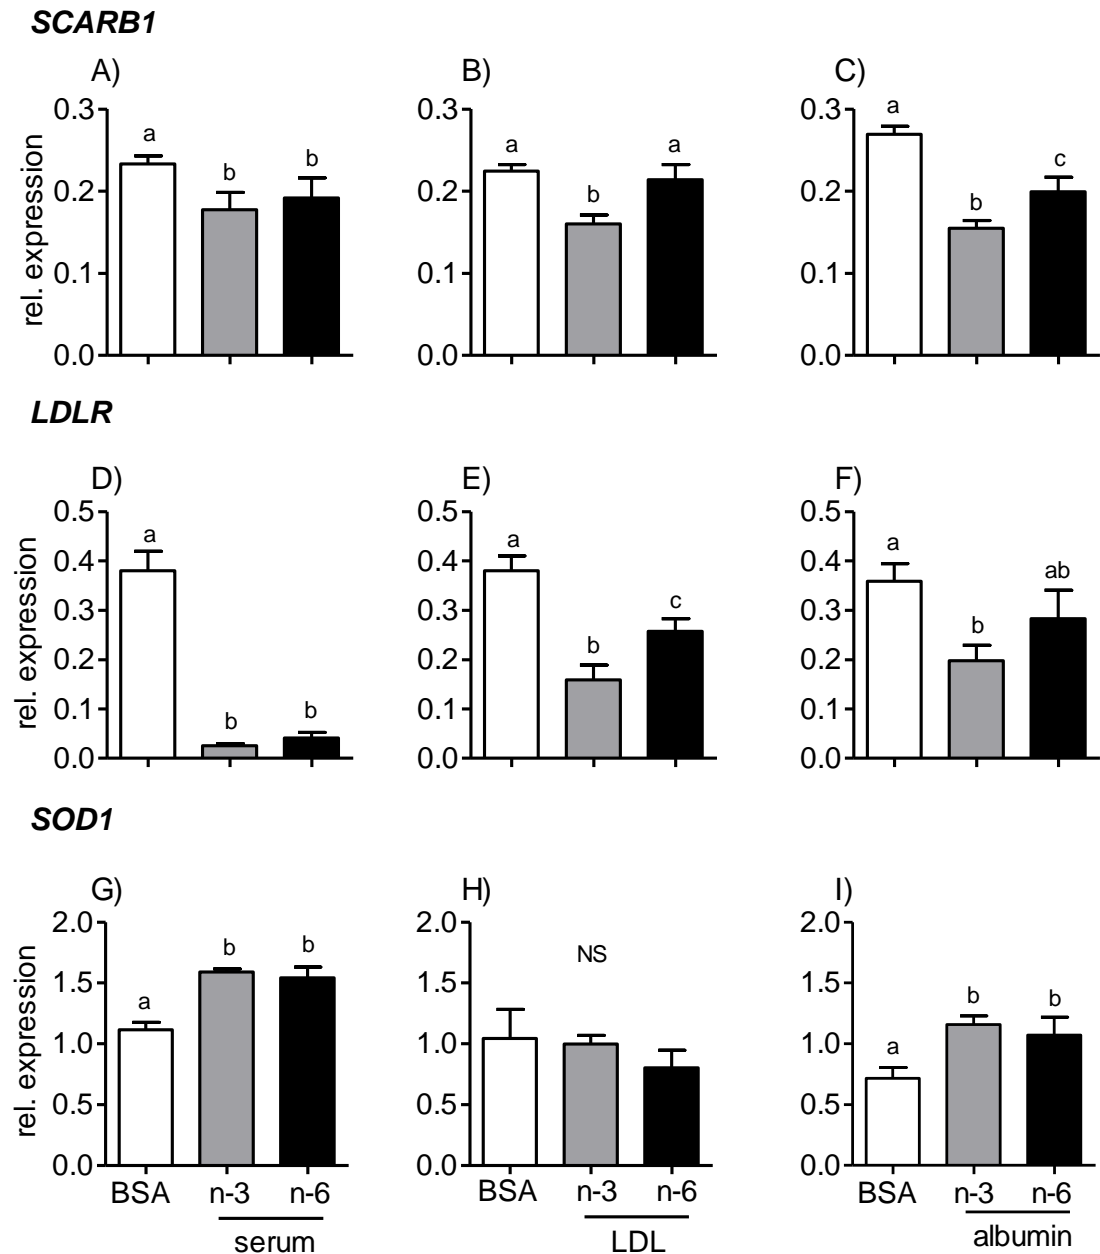 SCARB1
A) B) C)
0.3 0.3 0.3
a a a
b b b a b c
0.2 0.2 0.2
0.1 0.1 0.1
0.0 0.0 0.0
rel. expression
LDLR
D) E) F)
0.5 0.5 0.5
a a a
0.4 0.4 0.4
b b b c b ab
0.3 0.3 0.3
0.2 0.2 0.2
0.1 0.1 0.1
0.0 0.0 0.0
rel. expression
SOD1
G) H) I)
2.0 2.0 2.0
a b b NS a b b
1.5 1.5 1.5
1.0 1.0 1.0
0.5 0.5 0.5
0.0 0.0 0.0
rel. expression
BSA n-3 n-6 BSA n-3 n-6 BSA n-3 n-6
serum LDL albumin